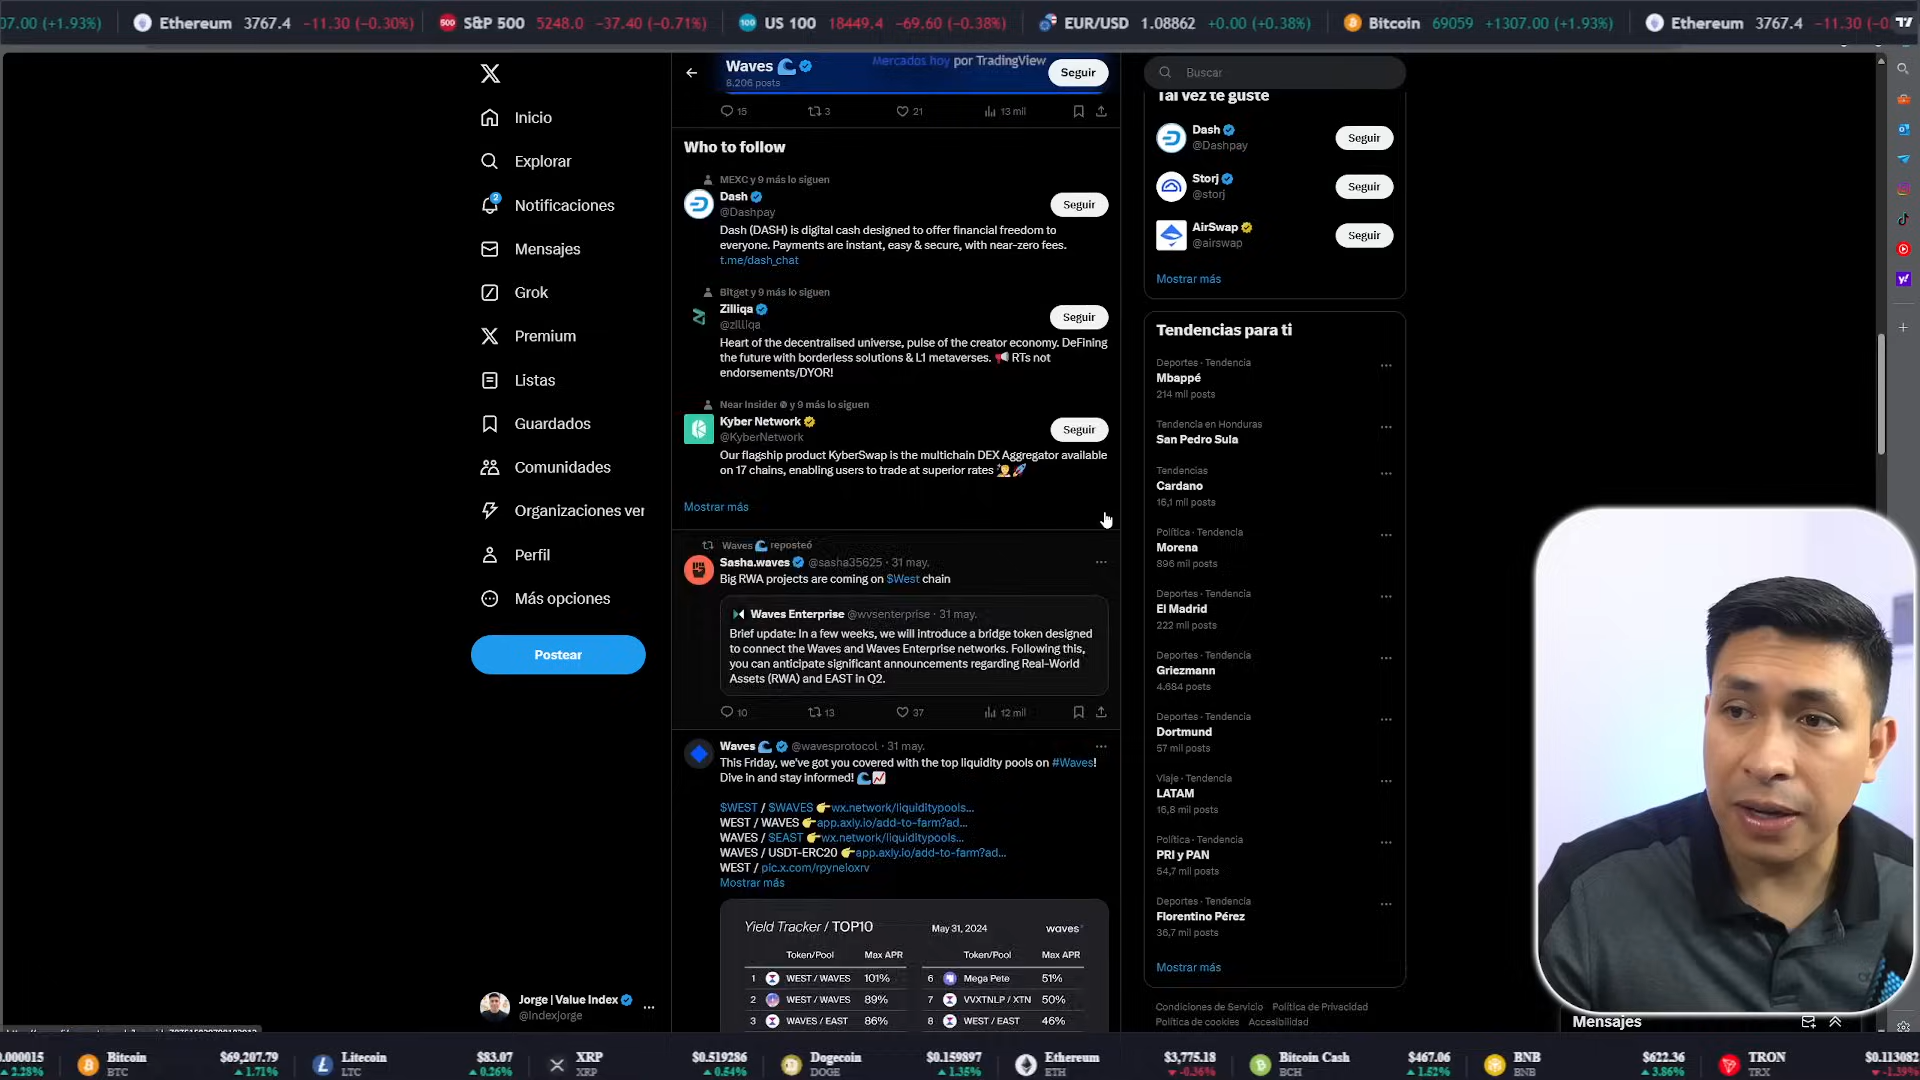 07.00 (+1.93%) Ethereum 3767.4 -11.30 (-0.30%) S&P 500 5248.0 -37.40 (-0.71%) US 100 18449.4 -69.60 (-0.38%) EUR/USD 1.08862 +0.00 (+0.38%) Bitcoin 69059 +1307.00 (+1.93%) Ethereum 3767.4 -11.30
Waves
8.206 posts
Mercados hoy por TradingView
Seguir
15 3 21 13 mil
Inicio
Explorar
Notificaciones
2
Mensajes
Grok
Premium
Listas
Guardados
Comunidades
Organizaciones ver
Perfil
Más opciones
Postear
Jorge | Value Index
@Indexjorge
Who to follow
MEXC y 9 más lo siguen
Dash
@Dashpay
Seguir
Dash (DASH) is digital cash designed to offer financial freedom to
everyone. Payments are instant, easy & secure, with near-zero fees.
t.me/dash_chat
Bitget y 9 más lo siguen
Zilliqa
@zilliqa
Seguir
Heart of the decentralised universe, pulse of the creator economy. DeFining
the future with borderless solutions & L1 metaverses. 📢 RTs not
endorsements/DYOR!
Near Insider y 9 más lo siguen
Kyber Network
@KyberNetwork
Seguir
Our flagship product KyberSwap is the multichain DEX Aggregator available
on 17 chains, enabling users to trade at superior rates
Mostrar más
Waves 🌊 reposteó
Sasha.waves @sasha35625 · 31 may.
Big RWA projects are coming on $West chain
Waves Enterprise @wvsenterprise · 31 may.
Brief update: In a few weeks, we will introduce a bridge token designed
to connect the Waves and Waves Enterprise networks. Following this,
you can anticipate significant announcements regarding Real-World
Assets (RWA) and EAST in Q2.
10 13 37 12 mil
Waves 🌊 @wavesprotocol · 31 may.
This Friday, we've got you covered with the top liquidity pools on #Waves!
Dive in and stay informed! 🌊📈
$WEST / $WAVES 👉wx.network/liquiditypools...
WEST / WAVES 👉app.axly.io/add-to-farm?ad...
WAVES / $EAST 👉wx.network/liquiditypools...
WAVES / USDT-ERC20 👉app.axly.io/add-to-farm?ad...
WEST / pic.x.com/rpyneloxrv
Mostrar más
Yield Tracker / TOP10 May 31, 2024 waves
Token/Pool Max APR Token/Pool Max APR
1 WEST / WAVES 101% 6 Mega Pete 51%
2 WEST / WAVES 89% 7 VVXTNLP / XTN 50%
3 WAVES / EAST 86% 8 WEST / EAST 46%
Buscar
Tal vez te guste
Dash
@Dashpay
Seguir
Storj
@storj
Seguir
AirSwap
@airswap
Seguir
Mostrar más
Tendencias para ti
Deportes · Tendencia
Mbappé
214 mil posts
Tendencia en Honduras
San Pedro Sula
Tendencias
Cardano
16,1 mil posts
Política · Tendencia
Morena
896 mil posts
Deportes · Tendencia
El Madrid
222 mil posts
Deportes · Tendencia
Griezmann
4.684 posts
Deportes · Tendencia
Dortmund
57 mil posts
Viaje · Tendencia
LATAM
16,8 mil posts
Política · Tendencia
PRI y PAN
54,7 mil posts
Deportes · Tendencia
Florentino Pérez
36,7 mil posts
Mostrar más
Condiciones de Servicio Política de Privacidad
Política de cookies Accesibilidad
Mensajes
0.000015 Bitcoin $69,207.79 Litecoin $83.07 XRP $0.519286 Dogecoin $0.159897 Ethereum $3,775.18 Bitcoin Cash $467.06 BNB $622.36 TRON $0.113082
2.28% BTC 1.71% LTC 0.26% XRP 0.54% DOGE 1.35% ETH -0.36% BCH 1.52% BNB 3.86% TRX -1.39%